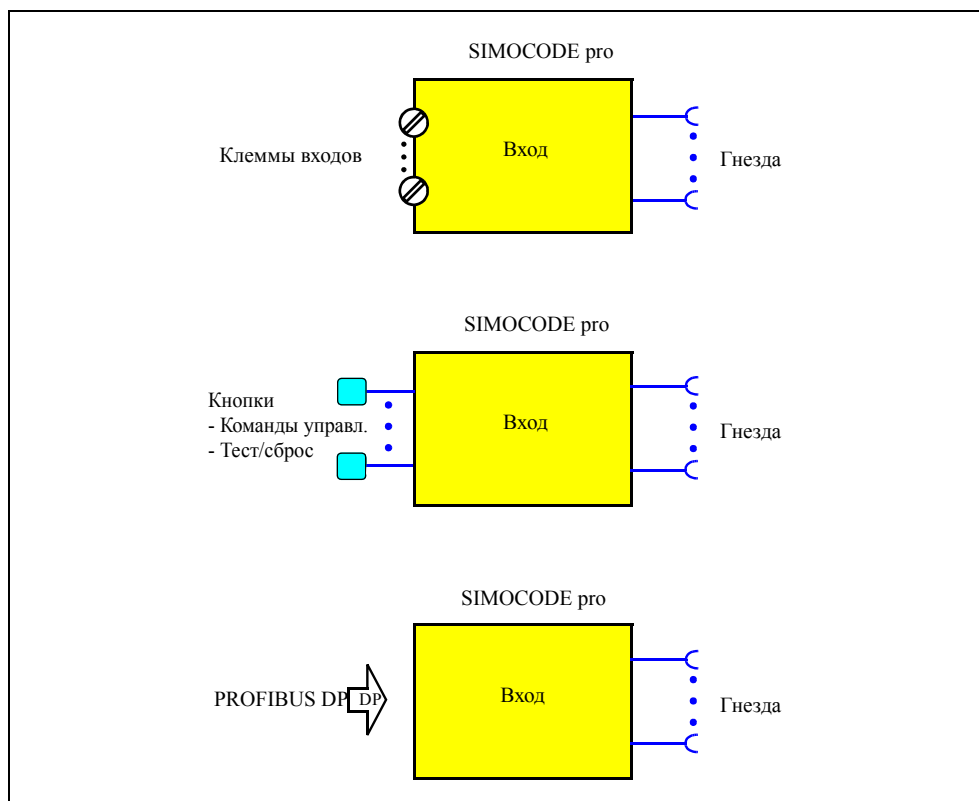 SIMOCODE pro
Клеммы входов
Вход
Гнезда
SIMOCODE pro
Кнопки
- Команды управл.
- Тест/сброс
Вход
Гнезда
SIMOCODE pro
PROFIBUS DP
DP
Вход
Гнезда